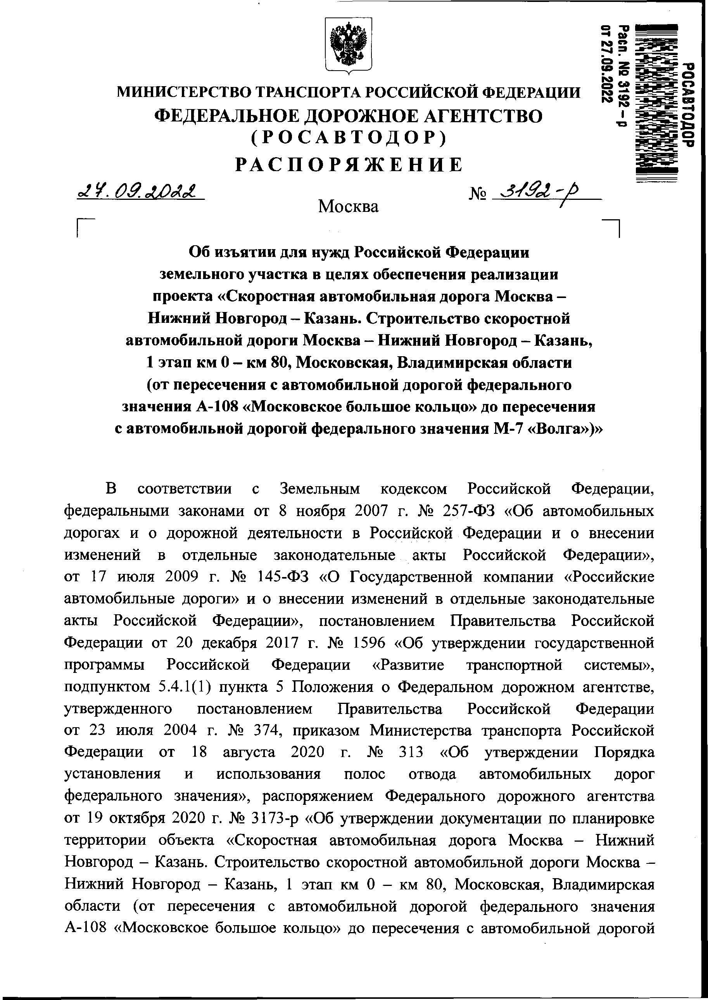 РОСАВТОДОР
Расп. № 3192-р
от 27.09.2022
МИНИСТЕРСТВО ТРАНСПОРТА РОССИЙСКОЙ ФЕДЕРАЦИИ
ФЕДЕРАЛЬНОЕ ДОРОЖНОЕ АГЕНТСТВО
(РОСАВТОДОР)
РАСПОРЯЖЕНИЕ
27.09.2022 № 3192-р
Москва
Об изъятии для нужд Российской Федерации
земельного участка в целях обеспечения реализации
проекта «Скоростная автомобильная дорога Москва –
Нижний Новгород – Казань. Строительство скоростной
автомобильной дороги Москва – Нижний Новгород – Казань,
1 этап км 0 – км 80, Московская, Владимирская области
(от пересечения с автомобильной дорогой федерального
значения А-108 «Московское большое кольцо» до пересечения
с автомобильной дорогой федерального значения М-7 «Волга»)»
В соответствии с Земельным кодексом Российской Федерации,
федеральными законами от 8 ноября 2007 г. № 257-ФЗ «Об автомобильных
дорогах и о дорожной деятельности в Российской Федерации и о внесении
изменений в отдельные законодательные акты Российской Федерации»,
от 17 июля 2009 г. № 145-ФЗ «О Государственной компании «Российские
автомобильные дороги» и о внесении изменений в отдельные законодательные
акты Российской Федерации», постановлением Правительства Российской
Федерации от 20 декабря 2017 г. № 1596 «Об утверждении государственной
программы Российской Федерации «Развитие транспортной системы»,
подпунктом 5.4.1(1) пункта 5 Положения о Федеральном дорожном агентстве,
утвержденного постановлением Правительства Российской Федерации
от 23 июля 2004 г. № 374, приказом Министерства транспорта Российской
Федерации от 18 августа 2020 г. № 313 «Об утверждении Порядка
установления и использования полос отвода автомобильных дорог
федерального значения», распоряжением Федерального дорожного агентства
от 19 октября 2020 г. № 3173-р «Об утверждении документации по планировке
территории объекта «Скоростная автомобильная дорога Москва – Нижний
Новгород – Казань. Строительство скоростной автомобильной дороги Москва –
Нижний Новгород – Казань, 1 этап км 0 – км 80, Московская, Владимирская
области (от пересечения с автомобильной дорогой федерального значения
А-108 «Московское большое кольцо» до пересечения с автомобильной дорогой